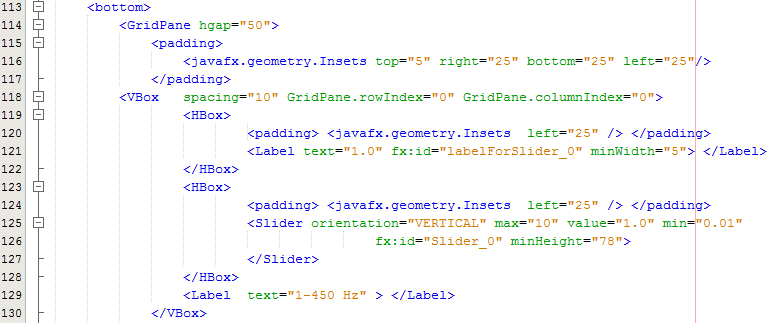 113 <bottom>
114 <GridPane hgap="50">
115 <padding>
116 <javafx.geometry.Insets top="5" right="25" bottom="25" left="25"/>
117 </padding>
118 <VBox   spacing="10" GridPane.rowIndex="0" GridPane.columnIndex="0">
119 <HBox>
120 <padding> <javafx.geometry.Insets  left="25" /> </padding>
121 <Label text="1.0" fx:id="labelForSlider_0" minWidth="5"> </Label>
122 </HBox>
123 <HBox>
124 <padding> <javafx.geometry.Insets  left="25" /> </padding>
125 <Slider orientation="VERTICAL" max="10" value="1.0" min="0.01"
126 fx:id="Slider_0" minHeight="78">
127 </Slider>
128 </HBox>
129 <Label  text="1-450 Hz" > </Label>
130 </VBox>